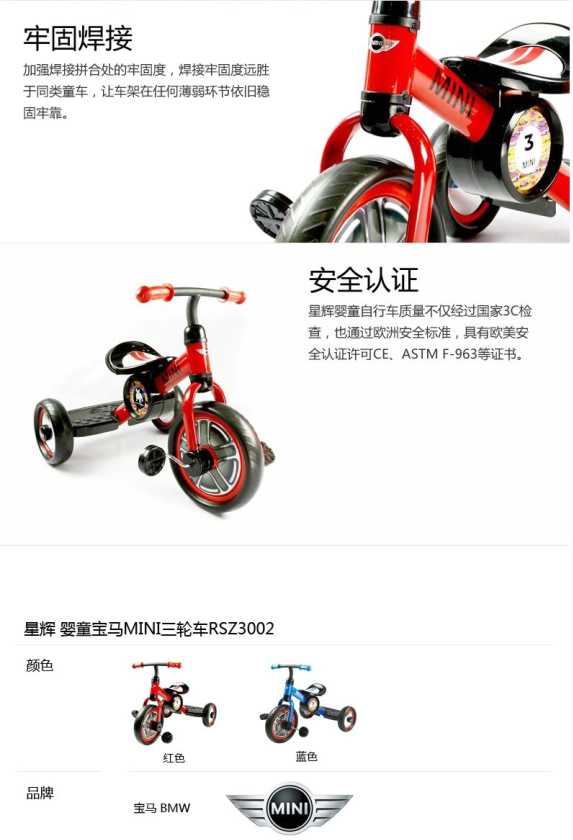 牢固焊接
加强焊接拼合处的牢固度，焊接牢固度远胜
于同类童车，让车架在任何薄弱环节依旧稳
固牢靠。
MINI
MINI
3
MINI
安全认证
星辉婴童自行车质量不仅经过国家3C检
查，也通过欧洲安全标准，具有欧美安
全认证许可CE、ASTM F-963等证书。
MINI
星辉 婴童宝马MINI三轮车RSZ3002
颜色
红色
蓝色
品牌
宝马 BMW
MINI